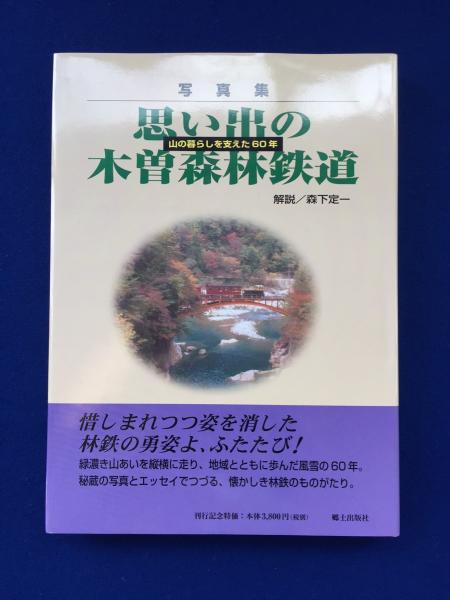 写真集
思い出の
山の暮らしを支えた60年
木曽森林鉄道
解説／森下定一
惜しまれつつ姿を消した
林鉄の勇姿よ、ふたたび！
緑濃き山あいを縦横に走り、地域とともに歩んだ風雪の60年。
秘蔵の写真とエッセイでつづる、懐かしき林鉄のものがたり。
刊行記念特価：本体3,800円（税別）　郷土出版社